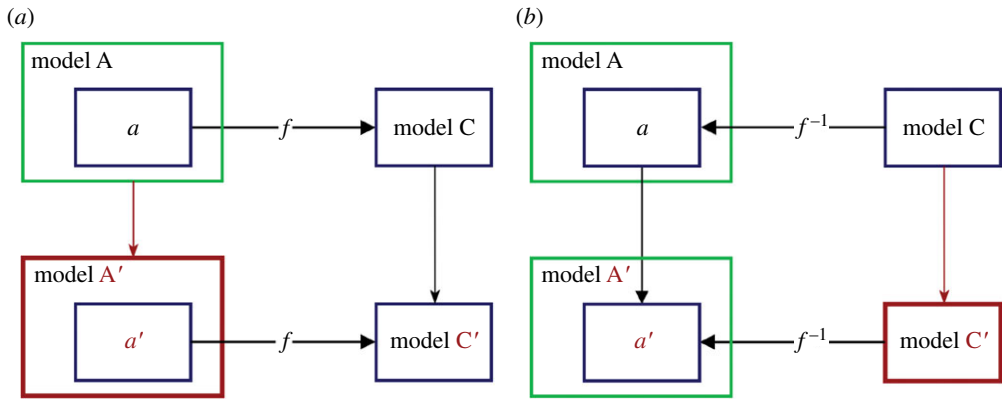 (a)
(b)
model A
a
f
model C
model A′
a′
f
model C′
model A
a
f⁻¹
model C
model A′
a′
f⁻¹
model C′